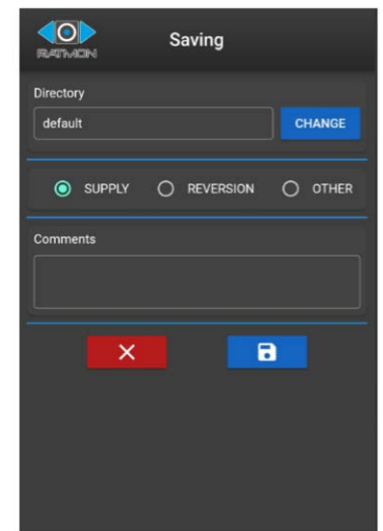 RATMON
Saving
Directory
default
CHANGE
SUPPLY REVERSION OTHER
Comments